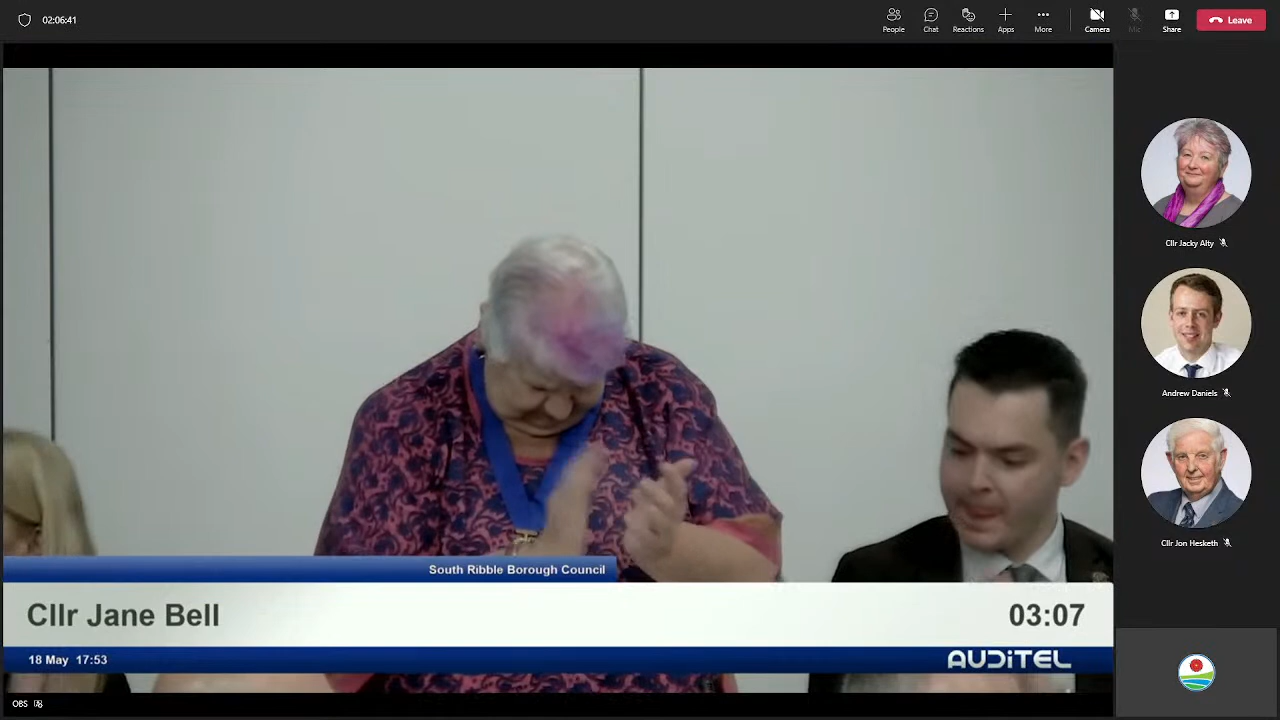 02:06:41
People
Chat
Reactions
Apps
More
Camera
Mic
Share
Leave
Cllr Jacky Alty
Andrew Daniels
Cllr Jon Hesketh
South Ribble Borough Council
Cllr Jane Bell
03:07
18 May 17:53
AUDiTEL
OBS